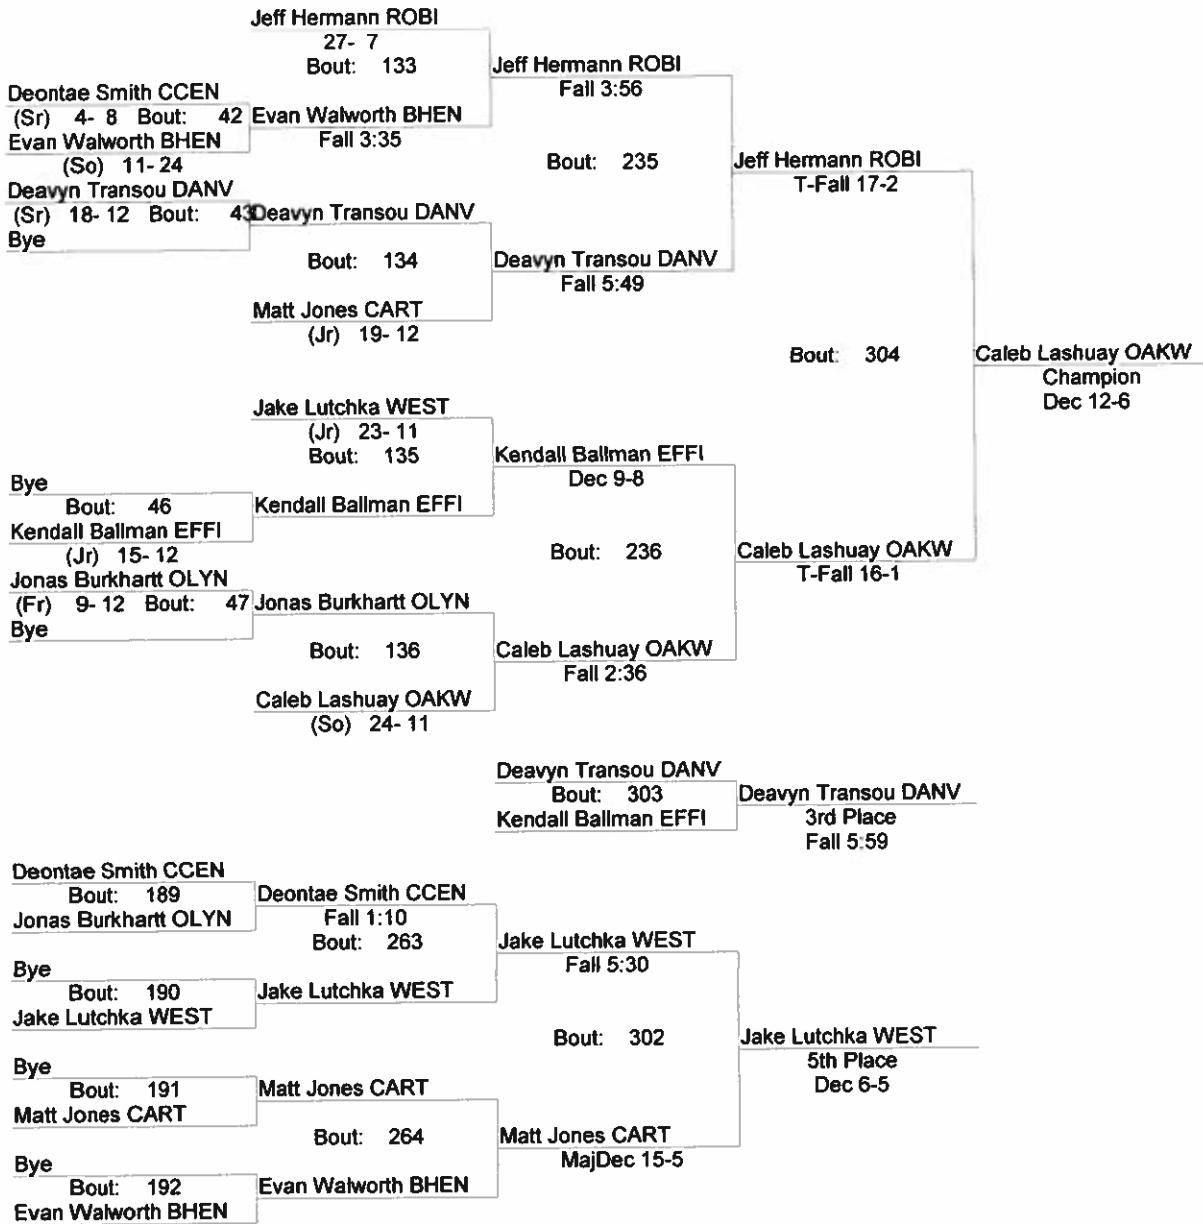 Jeff Hermann ROBI
27- 7
Bout: 133
Jeff Hermann ROBI
Fall 3:56
Deontae Smith CCEN
(Sr) 4- 8 Bout: 42
Evan Walworth BHEN
Evan Walworth BHEN
Fall 3:35
(So) 11- 24
Bout: 235
Jeff Hermann ROBI
T-Fall 17-2
Deavyn Transou DANV
(Sr) 18- 12 Bout: 43
Deavyn Transou DANV
Bye
Bout: 134
Deavyn Transou DANV
Fall 5:49
Matt Jones CART
(Jr) 19- 12
Bout: 304
Caleb Lashuay OAKW
Champion
Dec 12-6
Jake Lutchka WEST
(Jr) 23- 11
Bout: 135
Kendall Ballman EFFI
Dec 9-8
Bye
Bout: 46
Kendall Ballman EFFI
Kendall Ballman EFFI
(Jr) 15- 12
Bout: 236
Caleb Lashuay OAKW
T-Fall 16-1
Jonas Burkhartt OLYN
(Fr) 9- 12 Bout: 47
Jonas Burkhartt OLYN
Bye
Bout: 136
Caleb Lashuay OAKW
Fall 2:36
Caleb Lashuay OAKW
(So) 24- 11
Deavyn Transou DANV
Bout: 303
Kendall Ballman EFFI
Deavyn Transou DANV
3rd Place
Fall 5:59
Deontae Smith CCEN
Bout: 189
Jonas Burkhartt OLYN
Deontae Smith CCEN
Fall 1:10
Bout: 263
Jake Lutchka WEST
Fall 5:30
Bye
Bout: 190
Jake Lutchka WEST
Jake Lutchka WEST
Bout: 302
Jake Lutchka WEST
5th Place
Dec 6-5
Bye
Bout: 191
Matt Jones CART
Matt Jones CART
Bout: 264
Matt Jones CART
MajDec 15-5
Bye
Bout: 192
Evan Walworth BHEN
Evan Walworth BHEN